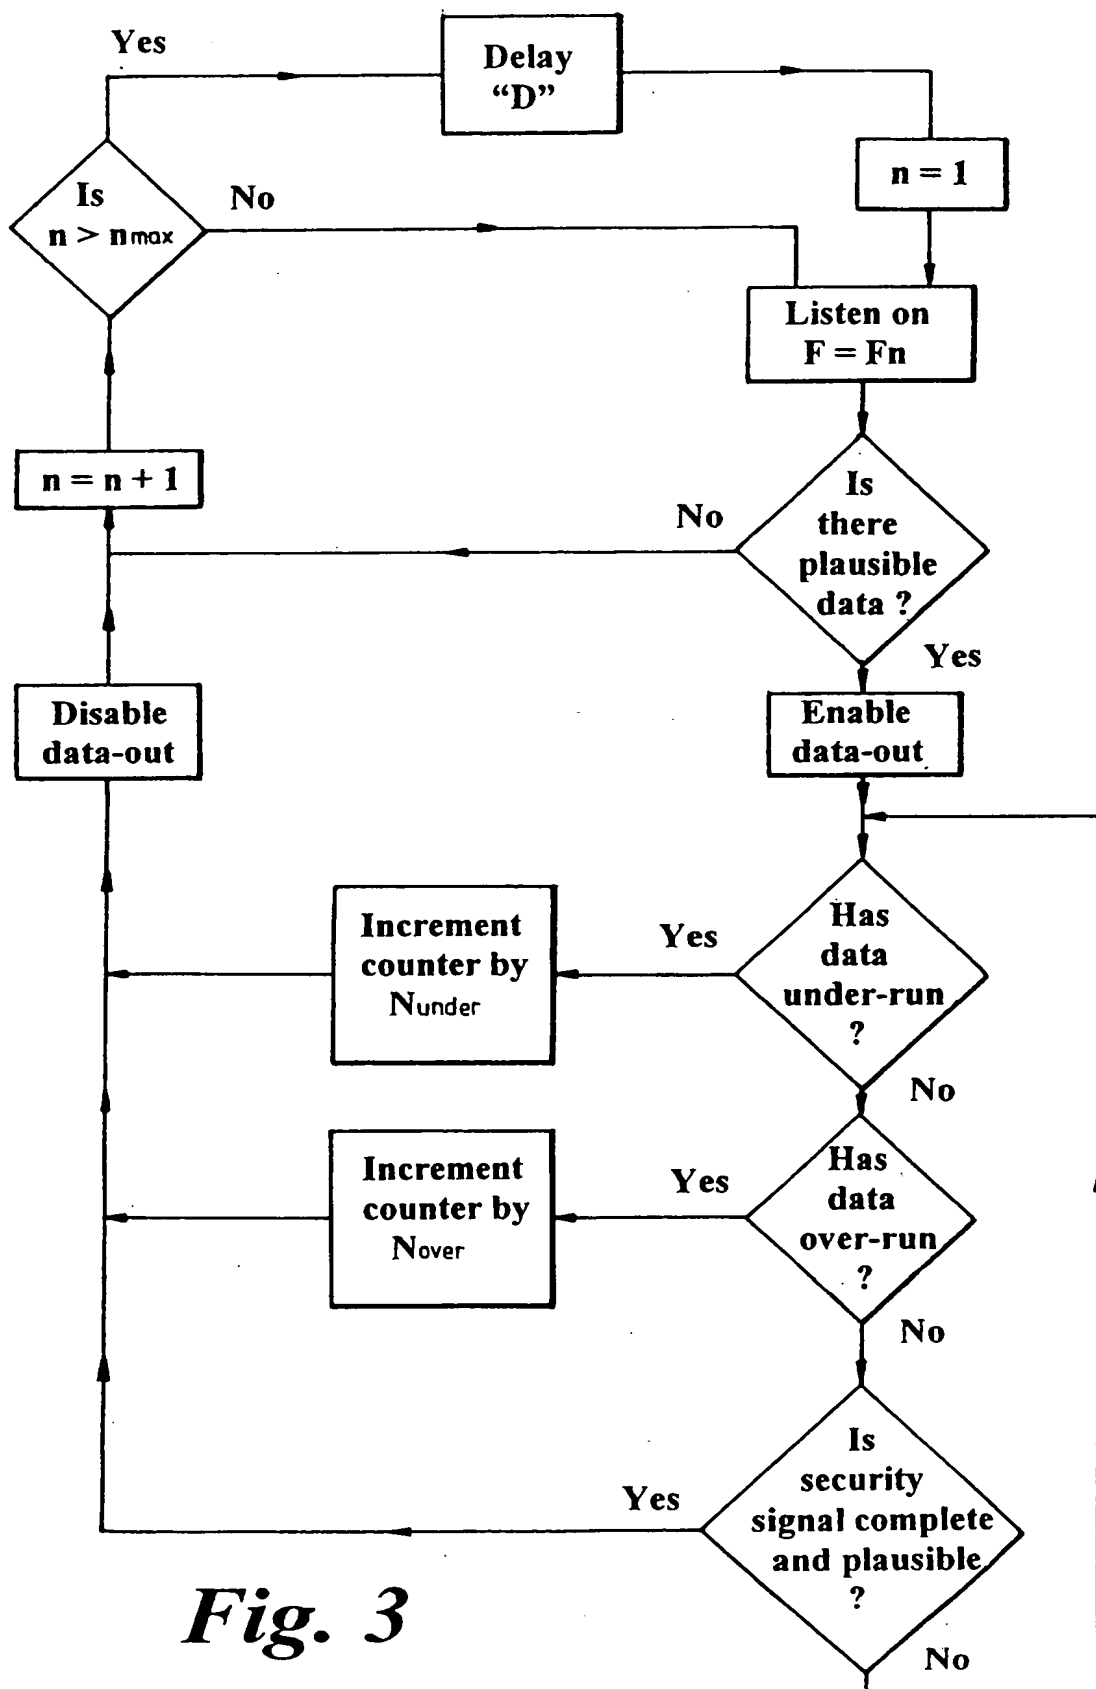 Yes
Delay
“D”
n = 1
Is
n > nmax
No
Listen on
F = Fn
n = n + 1
No
Is
there
plausible
data ?
Yes
Disable
data-out
Enable
data-out
Increment
counter by
Nunder
Yes
Has
data
under-run
?
No
Increment
counter by
Nover
Yes
Has
data
over-run
?
No
Yes
Is
security
signal complete
and plausible
?
No
Fig. 3